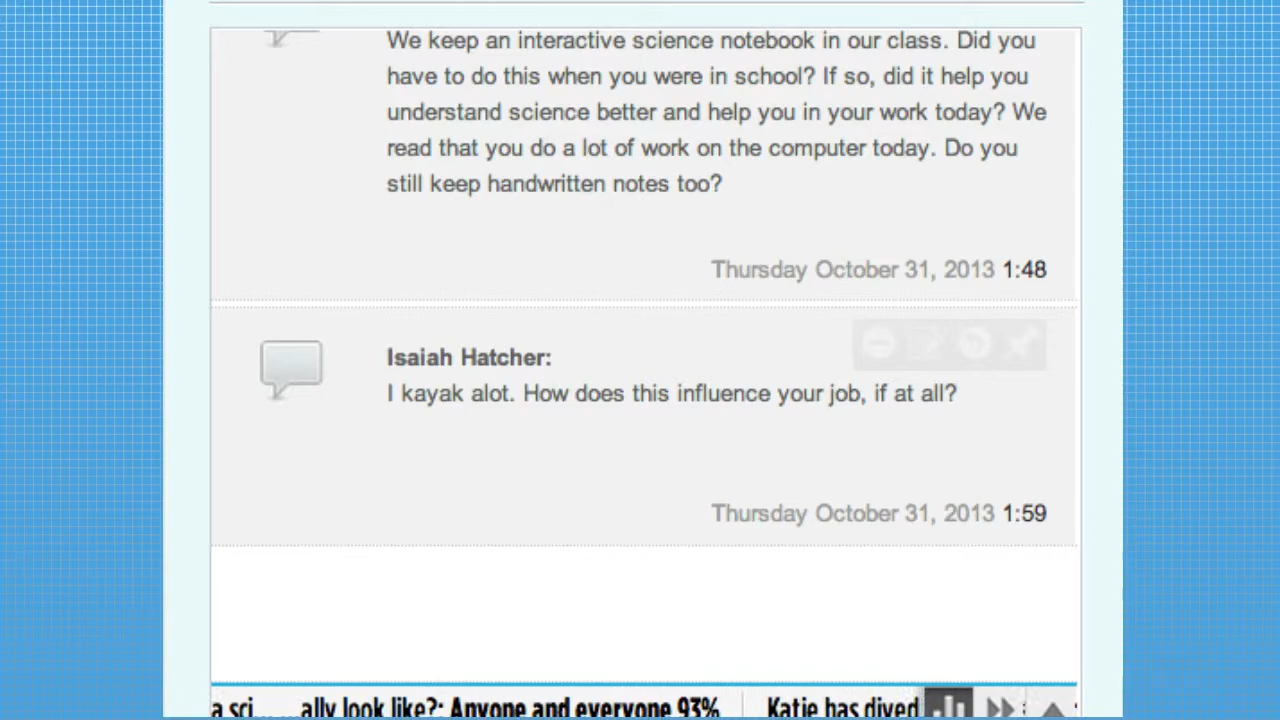 We keep an interactive science notebook in our class. Did you
have to do this when you were in school? If so, did it help you
understand science better and help you in your work today? We
read that you do a lot of work on the computer today. Do you
still keep handwritten notes too?
Thursday October 31, 2013 1:48
Isaiah Hatcher:
I kayak alot. How does this influence your job, if at all?
Thursday October 31, 2013 1:59
a sci... ...ally look like?: Anyone and everyone 93% Katie has dived